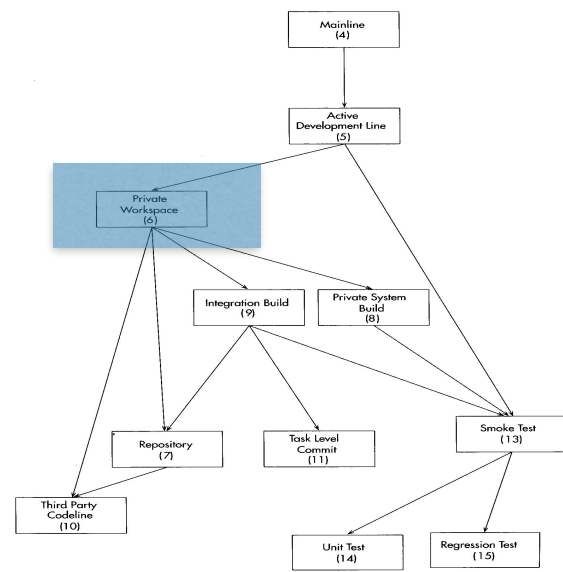 Mainline
(4)
Active
Development Line
(5)
Private
Workspace
(6)
Integration Build
(9)
Private System
Build
(8)
Repository
(7)
Task Level
Commit
(11)
Smoke Test
(13)
Third Party
Codeline
(10)
Unit Test
(14)
Regression Test
(15)